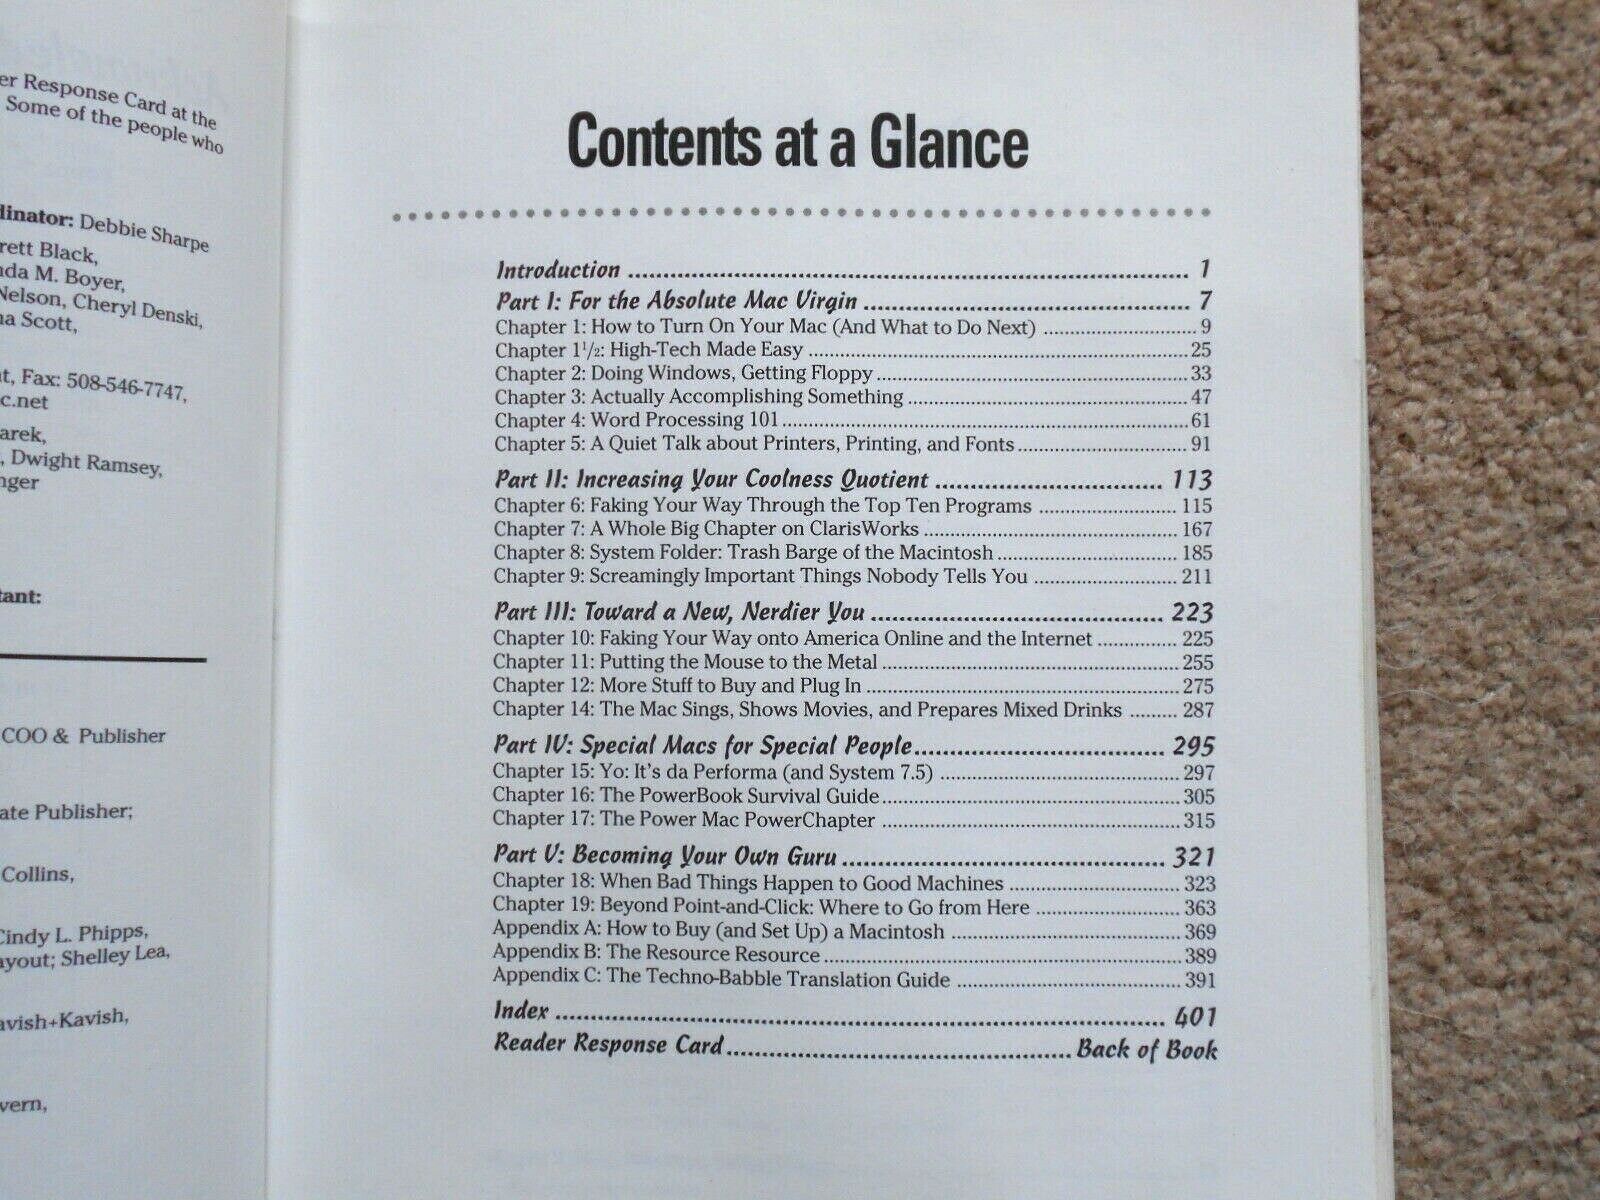 er Response Card at the
Some of the people who
dinator: Debbie Sharpe
rett Black,
nda M. Boyer,
Nelson, Cheryl Denski,
na Scott,
t, Fax: 508-546-7747,
c.net
arek,
, Dwight Ramsey,
nger
tant:
COO & Publisher
ate Publisher;
Collins,
Cindy L. Phipps,
ayout; Shelley Lea,
avish+Kavish,
vern,
Contents at a Glance
Introduction 1
Part I: For the Absolute Mac Virgin 7
Chapter 1: How to Turn On Your Mac (And What to Do Next) 9
Chapter 1 1/2: High-Tech Made Easy 25
Chapter 2: Doing Windows, Getting Floppy 33
Chapter 3: Actually Accomplishing Something 47
Chapter 4: Word Processing 101 61
Chapter 5: A Quiet Talk about Printers, Printing, and Fonts 91
Part II: Increasing Your Coolness Quotient 113
Chapter 6: Faking Your Way Through the Top Ten Programs 115
Chapter 7: A Whole Big Chapter on ClarisWorks 167
Chapter 8: System Folder: Trash Barge of the Macintosh 185
Chapter 9: Screamingly Important Things Nobody Tells You 211
Part III: Toward a New, Nerdier You 223
Chapter 10: Faking Your Way onto America Online and the Internet 225
Chapter 11: Putting the Mouse to the Metal 255
Chapter 12: More Stuff to Buy and Plug In 275
Chapter 14: The Mac Sings, Shows Movies, and Prepares Mixed Drinks 287
Part IV: Special Macs for Special People 295
Chapter 15: Yo: It's da Performa (and System 7.5) 297
Chapter 16: The PowerBook Survival Guide 305
Chapter 17: The Power Mac PowerChapter 315
Part V: Becoming Your Own Guru 321
Chapter 18: When Bad Things Happen to Good Machines 323
Chapter 19: Beyond Point-and-Click: Where to Go from Here 363
Appendix A: How to Buy (and Set Up) a Macintosh 369
Appendix B: The Resource Resource 389
Appendix C: The Techno-Babble Translation Guide 391
Index 401
Reader Response Card Back of Book